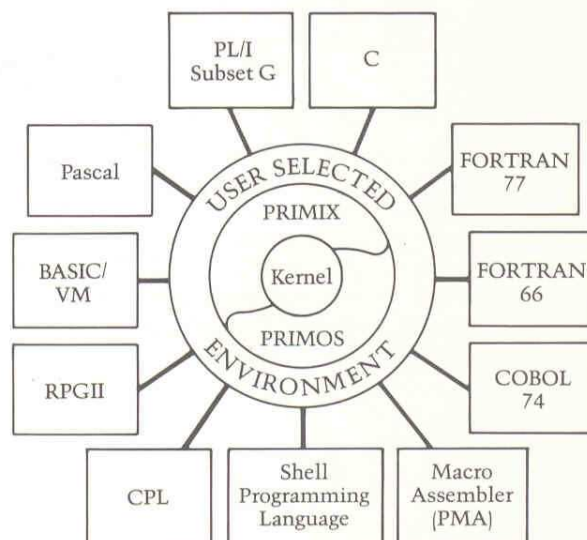 PL/I
Subset G
C
Pascal
FORTRAN
77
BASIC/
VM
FORTRAN
66
RPGII
COBOL
74
CPL
Shell
Programming
Language
Macro
Assembler
(PMA)
USER SELECTED
ENVIRONMENT
PRIMIX
Kernel
PRIMOS